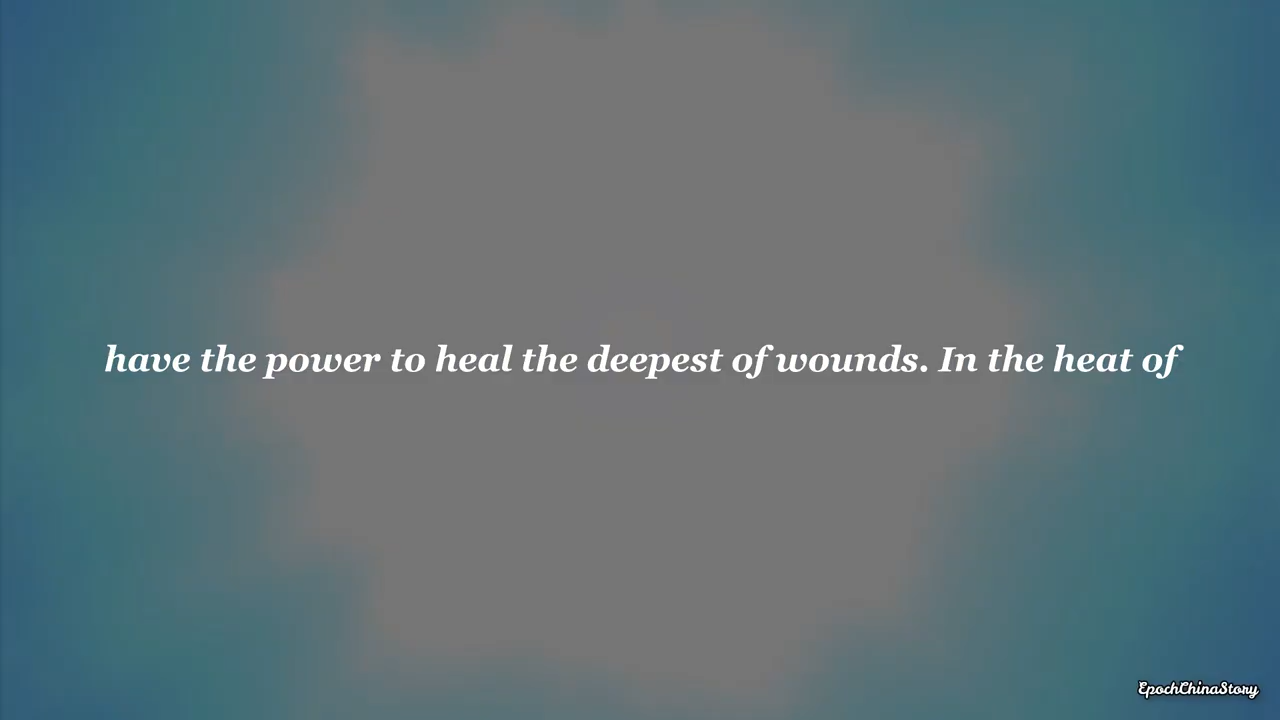 have the power to heal the deepest of wounds. In the heat of
EpochChinaStory